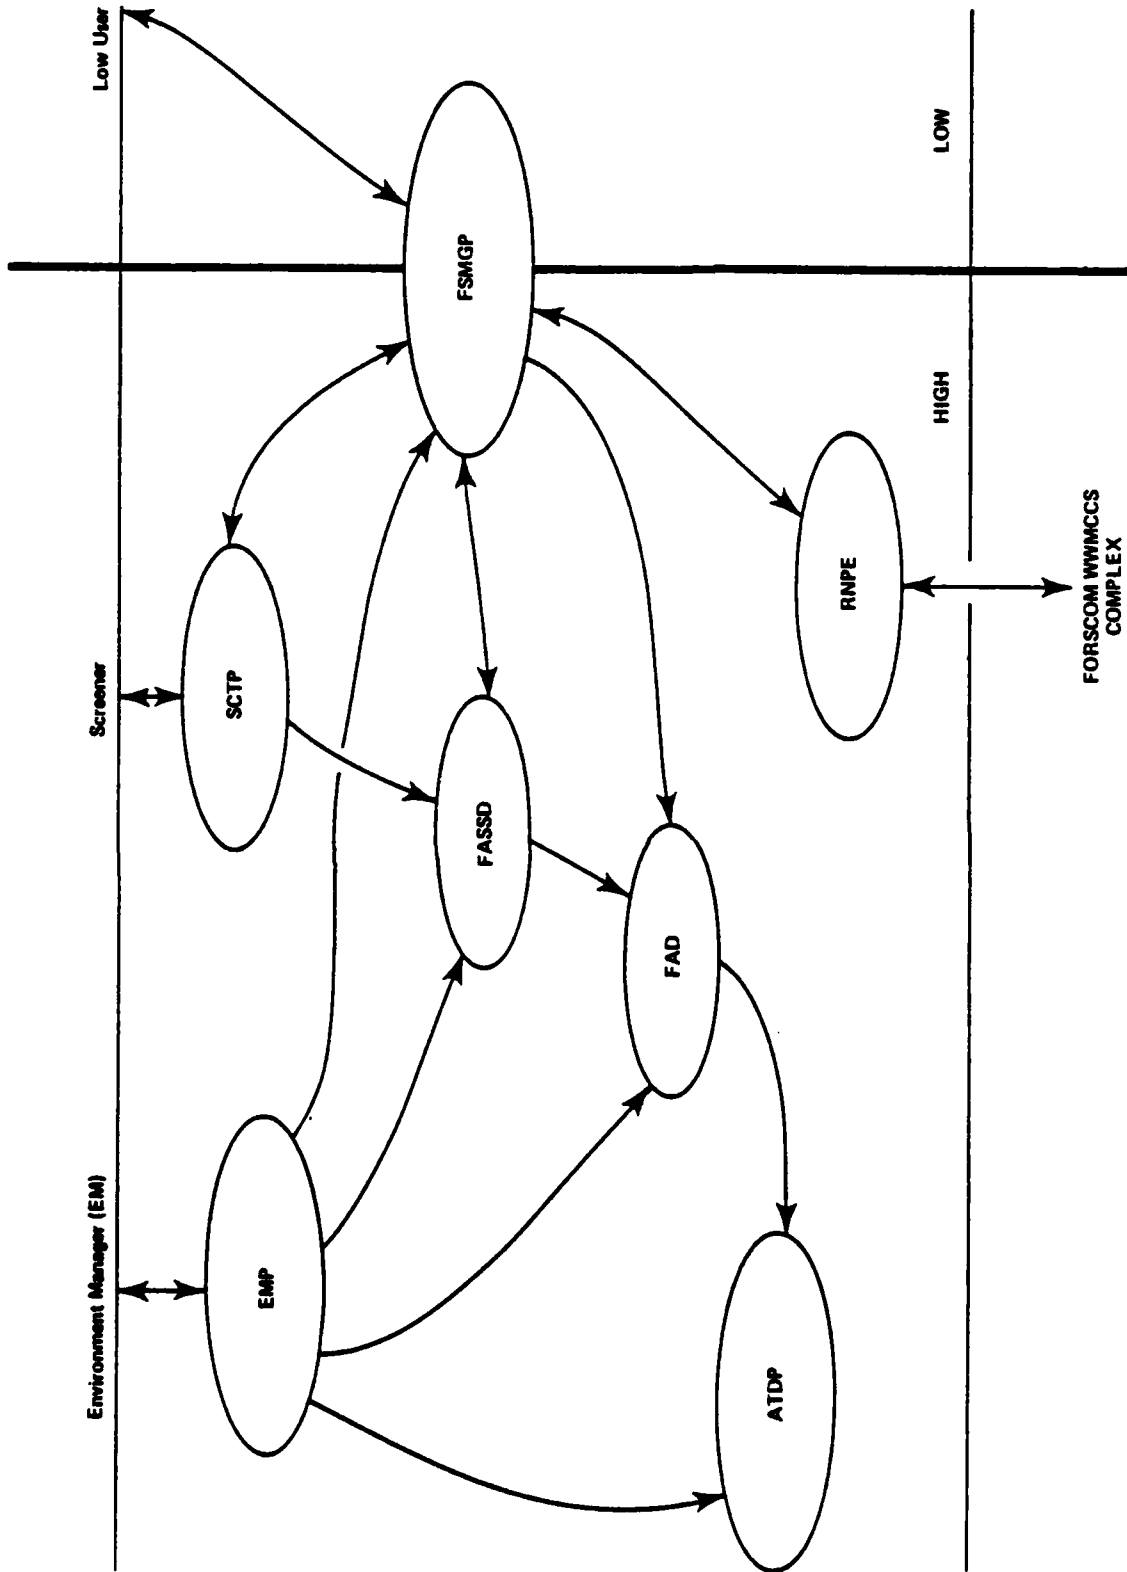 Environment Manager (EM)
Screener
Low User
EMP
SCTP
FASSD
FSMGP
FAD
ATDP
RNPE
HIGH
LOW
FORSCOM WWMCCS
COMPLEX